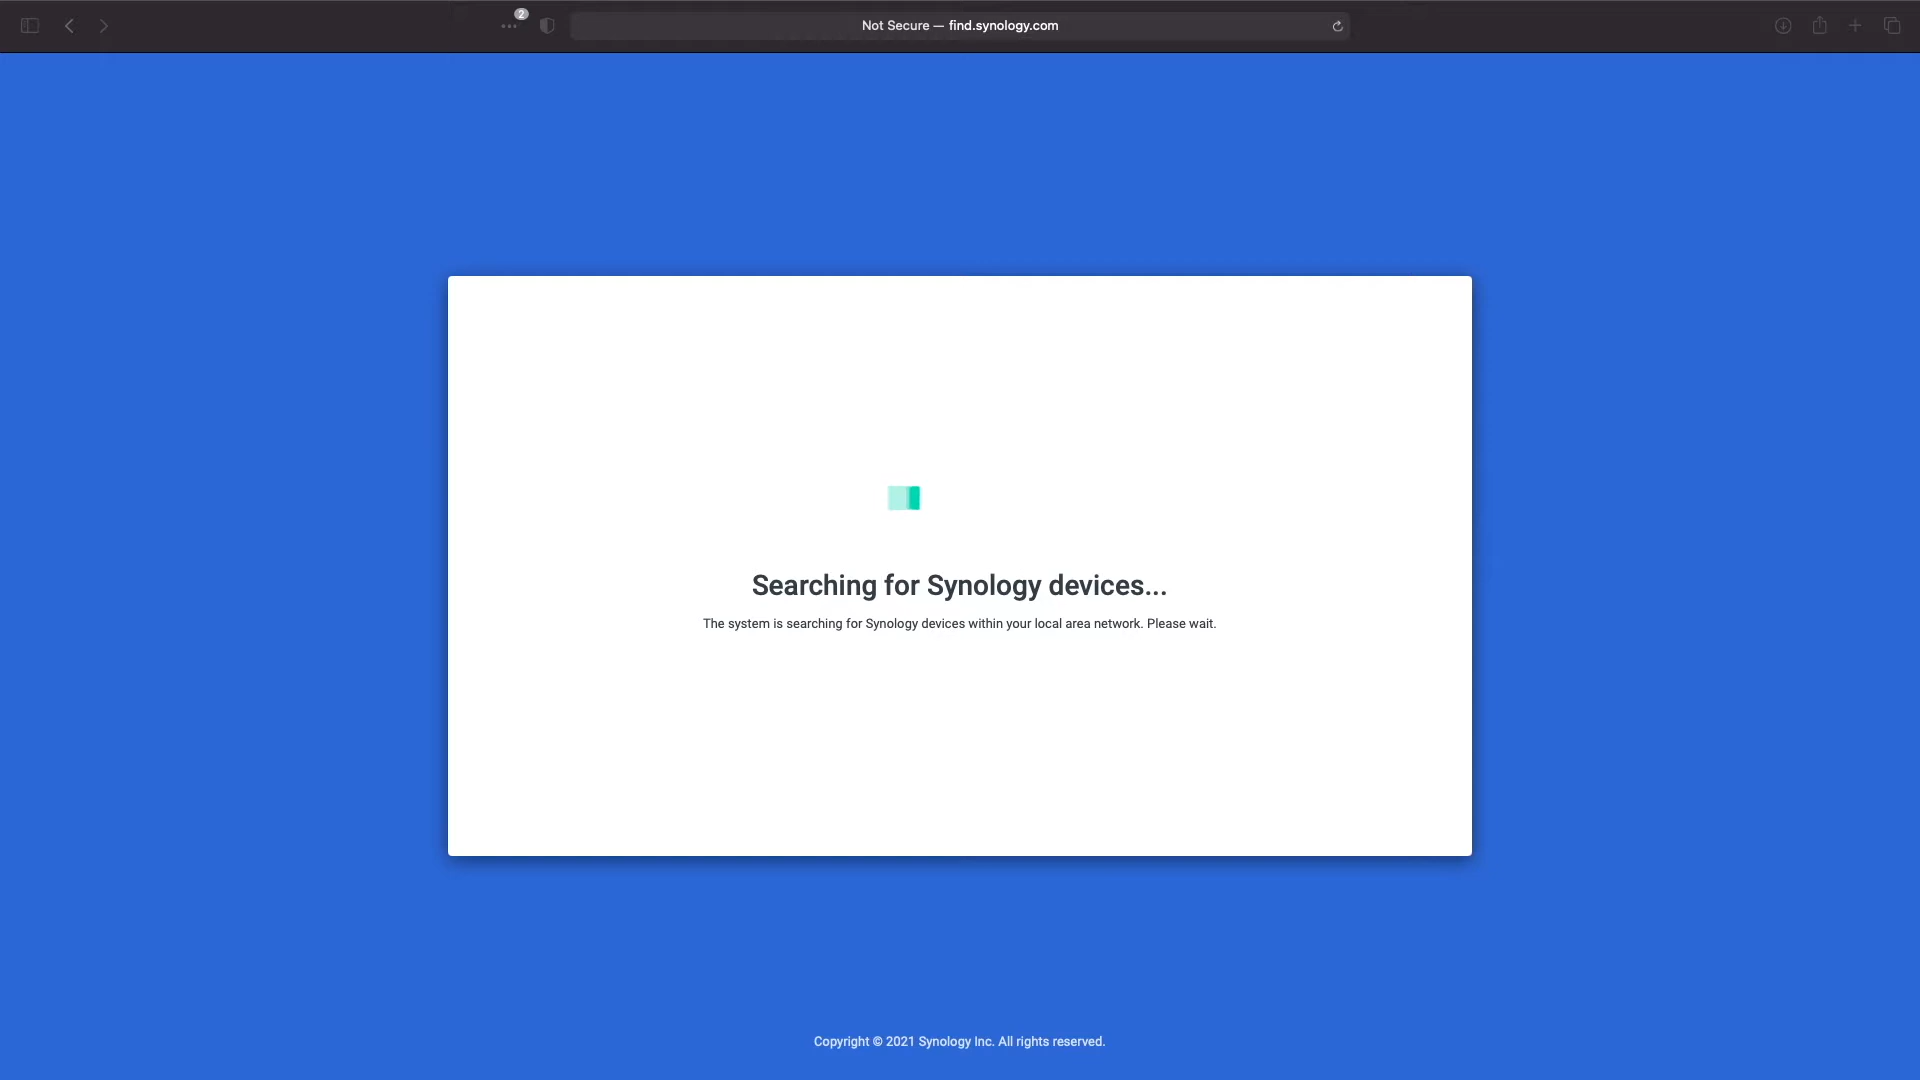 2
Not Secure — find.synology.com
Searching for Synology devices...
The system is searching for Synology devices within your local area network. Please wait.
Copyright © 2021 Synology Inc. All rights reserved.